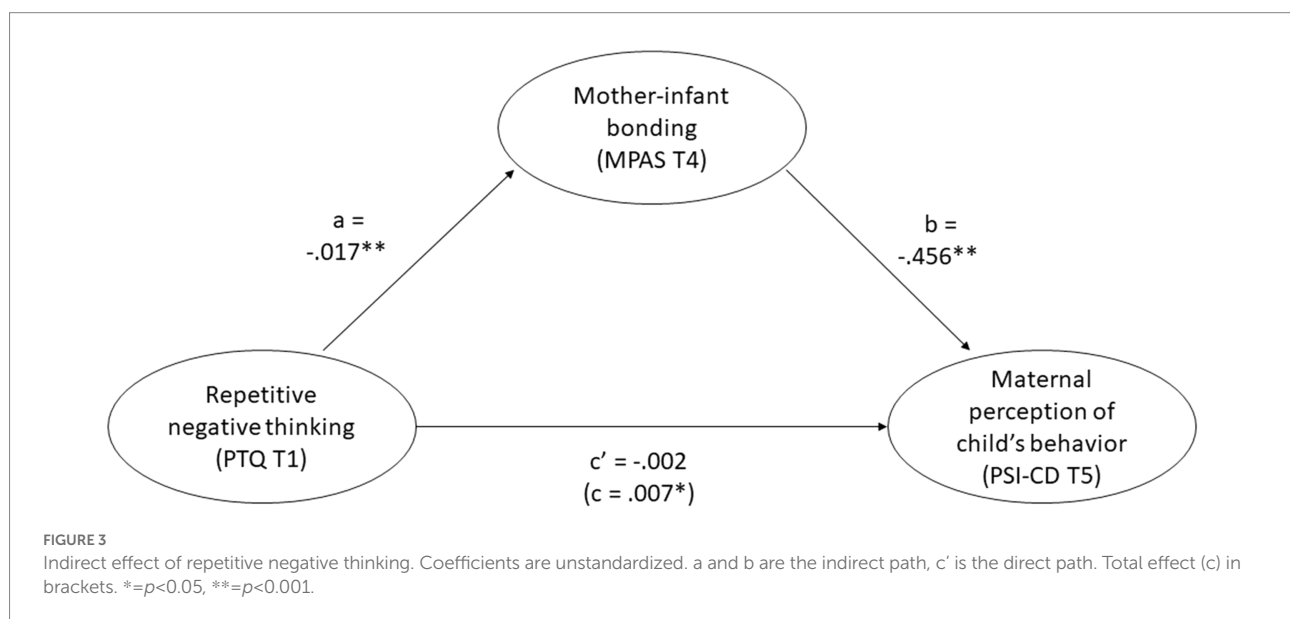 Mother-infant
bonding
(MPAS T4)
a =
-.017**
b =
-.456**
Repetitive
negative thinking
(PTQ T1)
Maternal
perception of
child's behavior
(PSI-CD T5)
c' = -.002
(c = .007*)
FIGURE 3
Indirect effect of repetitive negative thinking. Coefficients are unstandardized. a and b are the indirect path, c' is the direct path. Total effect (c) in
brackets. *=p<0.05, **=p<0.001.